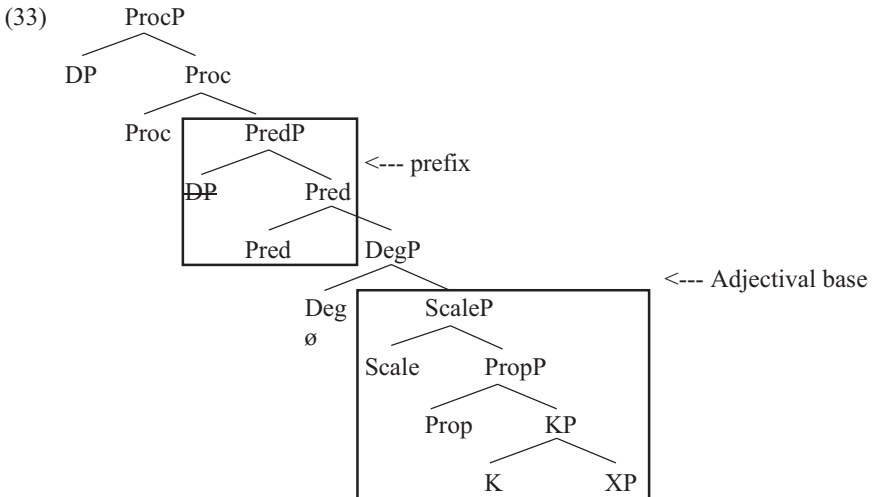 (33) ProcP
DP Proc
Proc PredP
<--- prefix
DP Pred
Pred DegP
<--- Adjectival base
Deg ScaleP
ø
Scale PropP
Prop KP
K XP